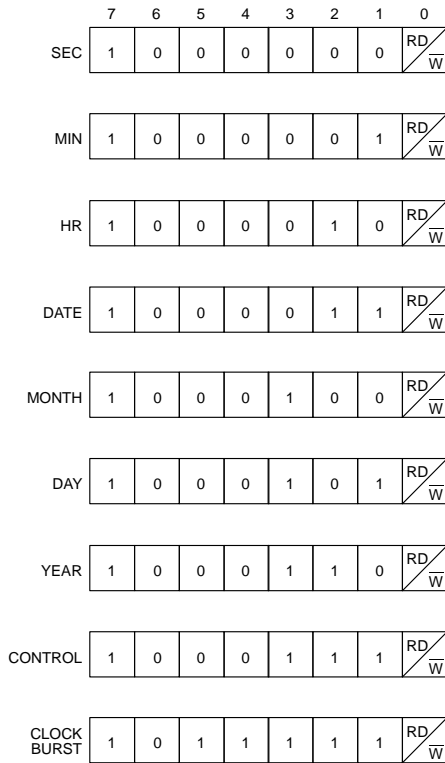 7 6 5 4 3 2 1 0
SEC 1 0 0 0 0 0 0 RD/W̅
MIN 1 0 0 0 0 0 1 RD/W̅
HR 1 0 0 0 0 1 0 RD/W̅
DATE 1 0 0 0 0 1 1 RD/W̅
MONTH 1 0 0 0 1 0 0 RD/W̅
DAY 1 0 0 0 1 0 1 RD/W̅
YEAR 1 0 0 0 1 1 0 RD/W̅
CONTROL 1 0 0 0 1 1 1 RD/W̅
CLOCK
BURST 1 0 1 1 1 1 1 RD/W̅